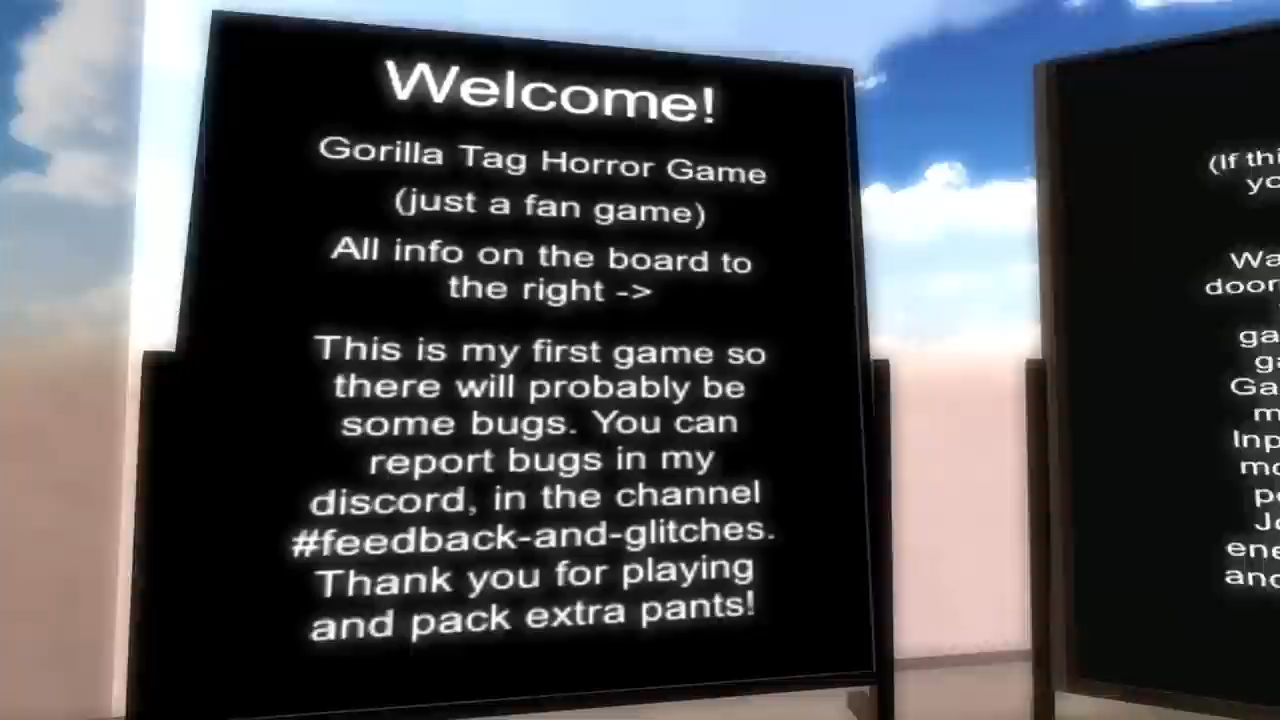 Welcome!
Gorilla Tag Horror Game
(just a fan game)
All info on the board to
the right ->
This is my first game so
there will probably be
some bugs. You can
report bugs in my
discord, in the channel
#feedback-and-glitches.
Thank you for playing
and pack extra pants!
(If